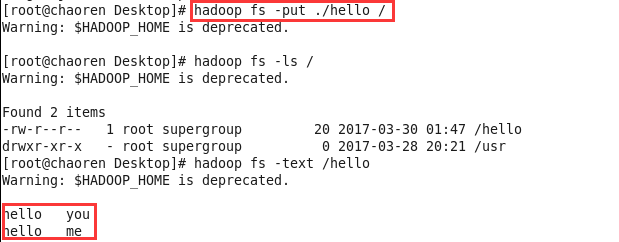 [root@chaoren Desktop]# hadoop fs -put ./hello /
Warning: $HADOOP_HOME is deprecated.
[root@chaoren Desktop]# hadoop fs -ls /
Warning: $HADOOP_HOME is deprecated.
Found 2 items
-rw-r--r--   1 root supergroup         20 2017-03-30 01:47 /hello
drwxr-xr-x   - root supergroup          0 2017-03-28 20:21 /usr
[root@chaoren Desktop]# hadoop fs -text /hello
Warning: $HADOOP_HOME is deprecated.
hello   you
hello   me